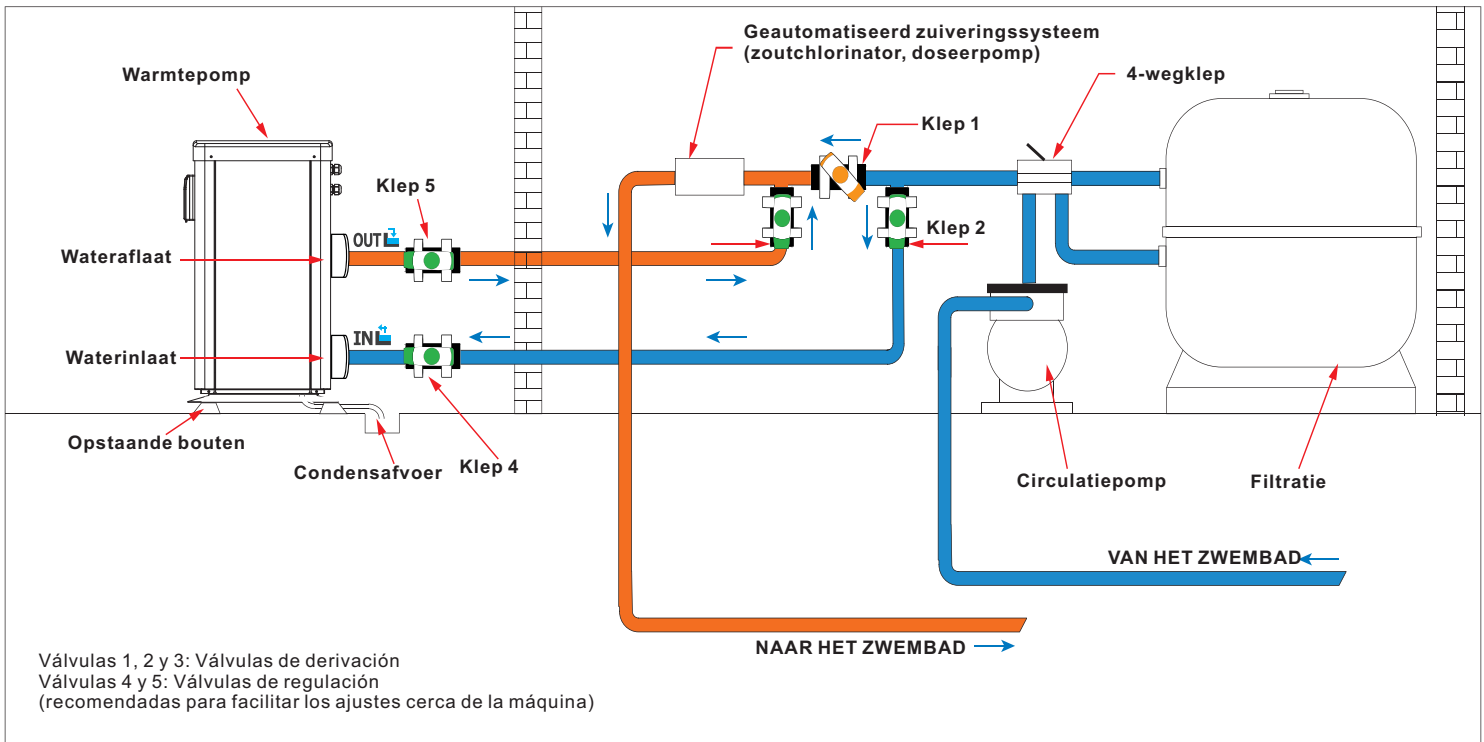 Geautomatiseerd zuiveringssysteem
(zoutchlorinator, doseerpomp)
Warmtepomp
4-wegklep
Klep 1
Klep 5
Klep 2
OUT
Wateraflaat
IN
Waterinlaat
Opstaande bouten
Condensafvoer
Klep 4
Circulatiepomp
Filtratie
VAN HET ZWEMBAD
NAAR HET ZWEMBAD
Válvulas 1, 2 y 3: Válvulas de derivación
Válvulas 4 y 5: Válvulas de regulación
(recomendadas para facilitar los ajustes cerca de la máquina)